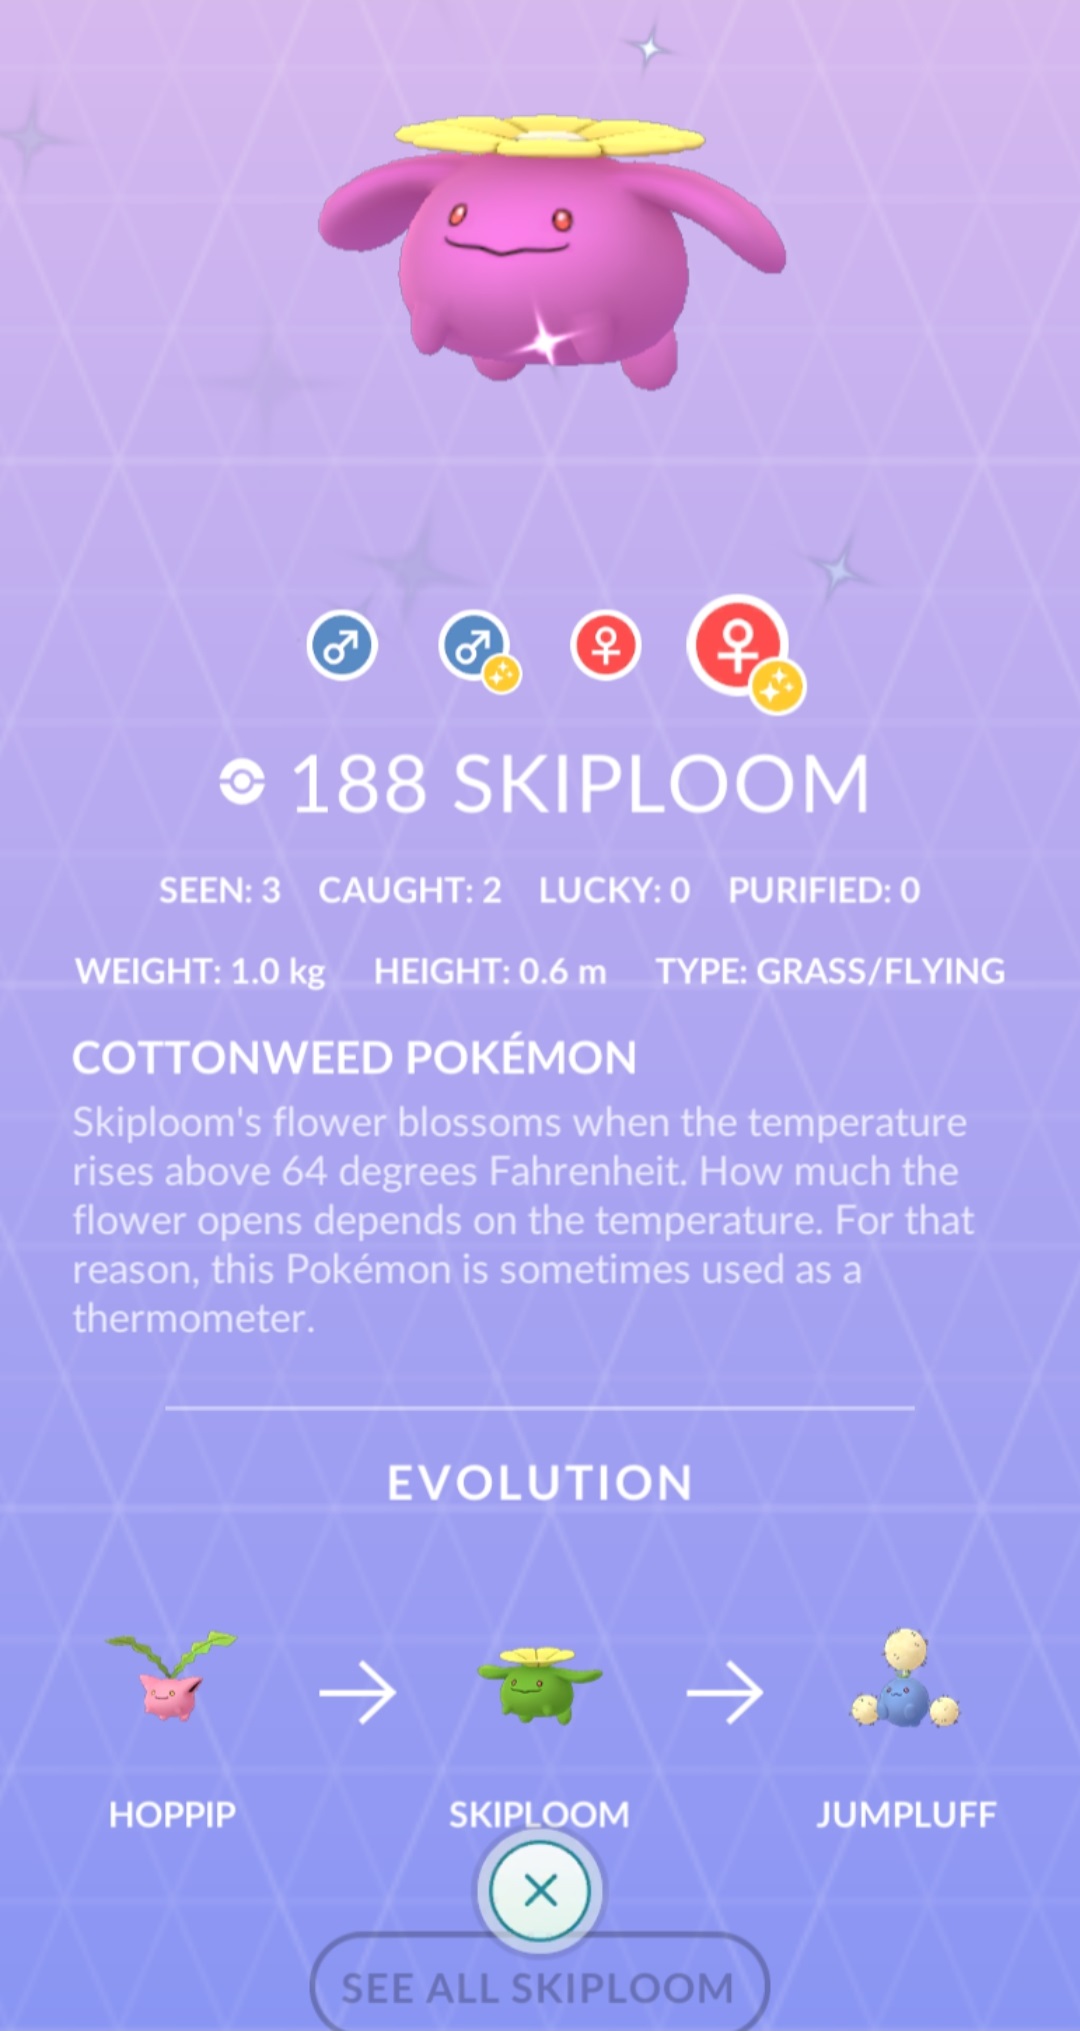 188 SKIPLOOM
SEEN: 3 CAUGHT: 2 LUCKY: 0 PURIFIED: 0
WEIGHT: 1.0 kg HEIGHT: 0.6 m TYPE: GRASS/FLYING
COTTONWEED POKÉMON
Skiploom's flower blossoms when the temperature
rises above 64 degrees Fahrenheit. How much the
flower opens depends on the temperature. For that
reason, this Pokémon is sometimes used as a
thermometer.
EVOLUTION
HOPPIP SKIPLOOM JUMPLUFF
SEE ALL SKIPLOOM